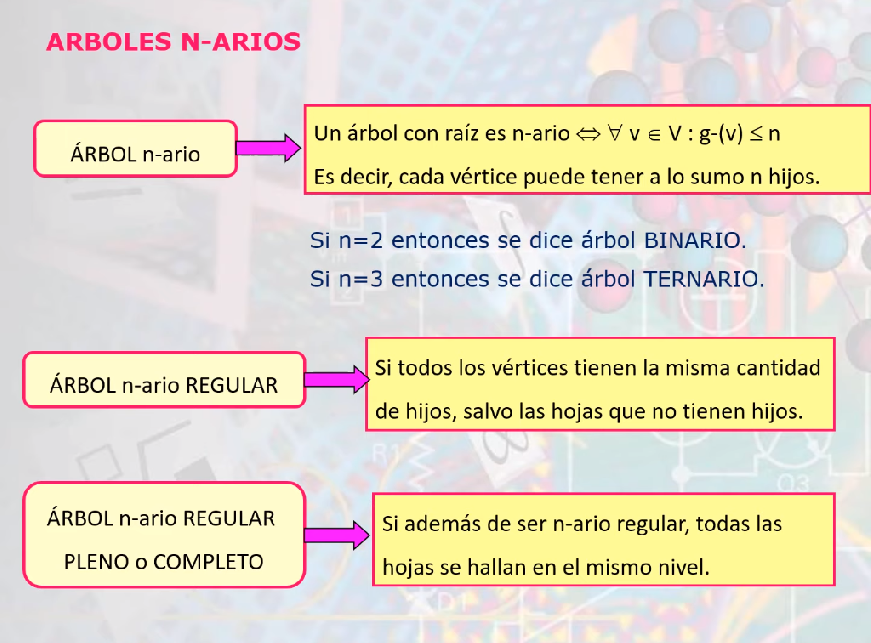 ARBOLES N-ARIOS
ÁRBOL n-ario
Un árbol con raíz es n-ario ⇔ ∀ v ∈ V : g-(v) ≤ n
Es decir, cada vértice puede tener a lo sumo n hijos.
Si n=2 entonces se dice árbol BINARIO.
Si n=3 entonces se dice árbol TERNARIO.
ÁRBOL n-ario REGULAR
Si todos los vértices tienen la misma cantidad
de hijos, salvo las hojas que no tienen hijos.
ÁRBOL n-ario REGULAR
PLENO o COMPLETO
Si además de ser n-ario regular, todas las
hojas se hallan en el mismo nivel.
R1
Q3
D1